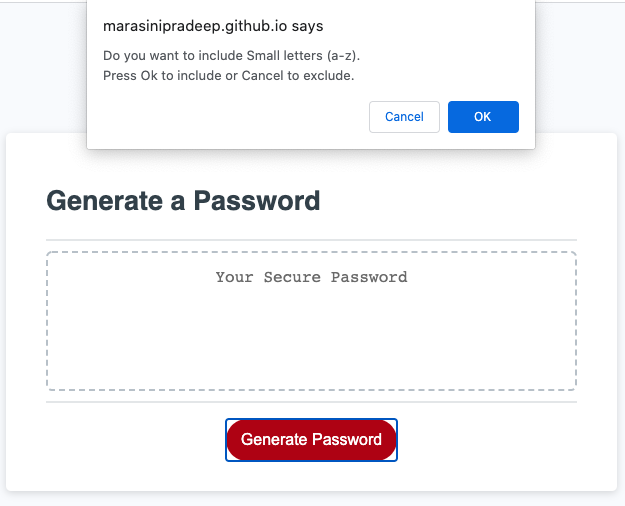 marasinipradeep.github.io says
Do you want to include Small letters (a-z).
Press Ok to include or Cancel to exclude.
Cancel
OK
Generate a Password
Your Secure Password
Generate Password